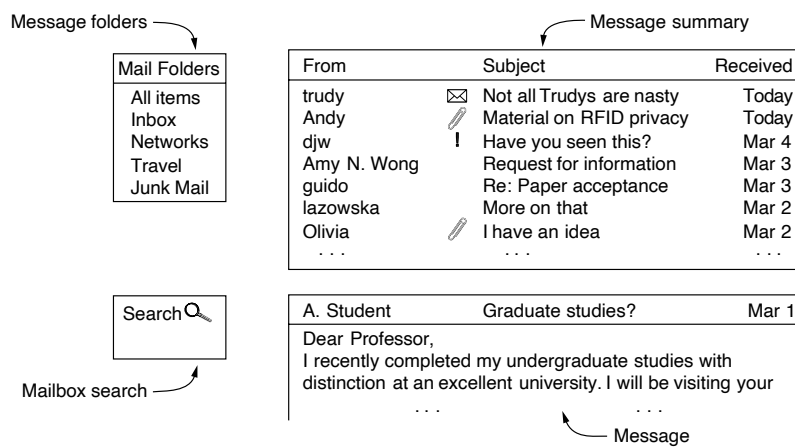 Message folders
Message summary
Mail Folders
All items
Inbox
Networks
Travel
Junk Mail
From Subject Received
trudy Not all Trudys are nasty Today
Andy Material on RFID privacy Today
djw ! Have you seen this? Mar 4
Amy N. Wong Request for information Mar 3
guido Re: Paper acceptance Mar 3
lazowska More on that Mar 2
Olivia I have an idea Mar 2
. . . . . . . . .
Search
Mailbox search
A. Student Graduate studies? Mar 1
Dear Professor,
I recently completed my undergraduate studies with
distinction at an excellent university. I will be visiting your
. . . . . .
Message